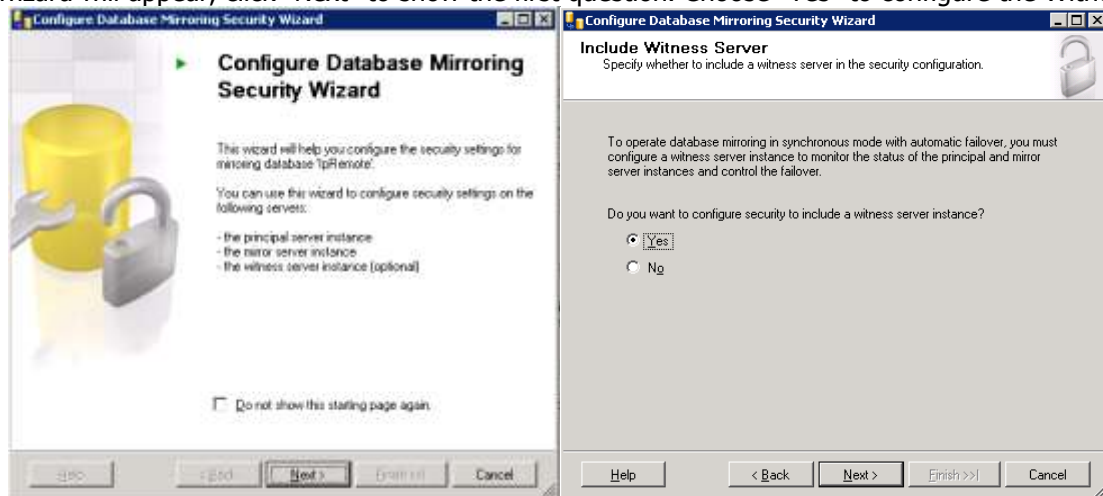 Wizard will appear, click "Next" to show the first question. Choose "Yes" to configure the
Configure Database Mirroring Security Wizard
Configure Database Mirroring
Security Wizard
This wizard will help you configure the security settings for
mirroring database 'IpRemote'.
You can use this wizard to configure security settings on the
following servers:
- the principal server instance
- the mirror server instance
- the witness server instance (optional)
Do not show this starting page again.
Help < Back Next > Finish >>| Cancel
Configure Database Mirroring Security Wizard
Include Witness Server
Specify whether to include a witness server in the security configuration.
To operate database mirroring in synchronous mode with automatic failover, you must
configure a witness server instance to monitor the status of the principal and mirror
server instances and control the failover.
Do you want to configure security to include a witness server instance?
Yes
No
Help < Back Next > Finish >>| Cancel